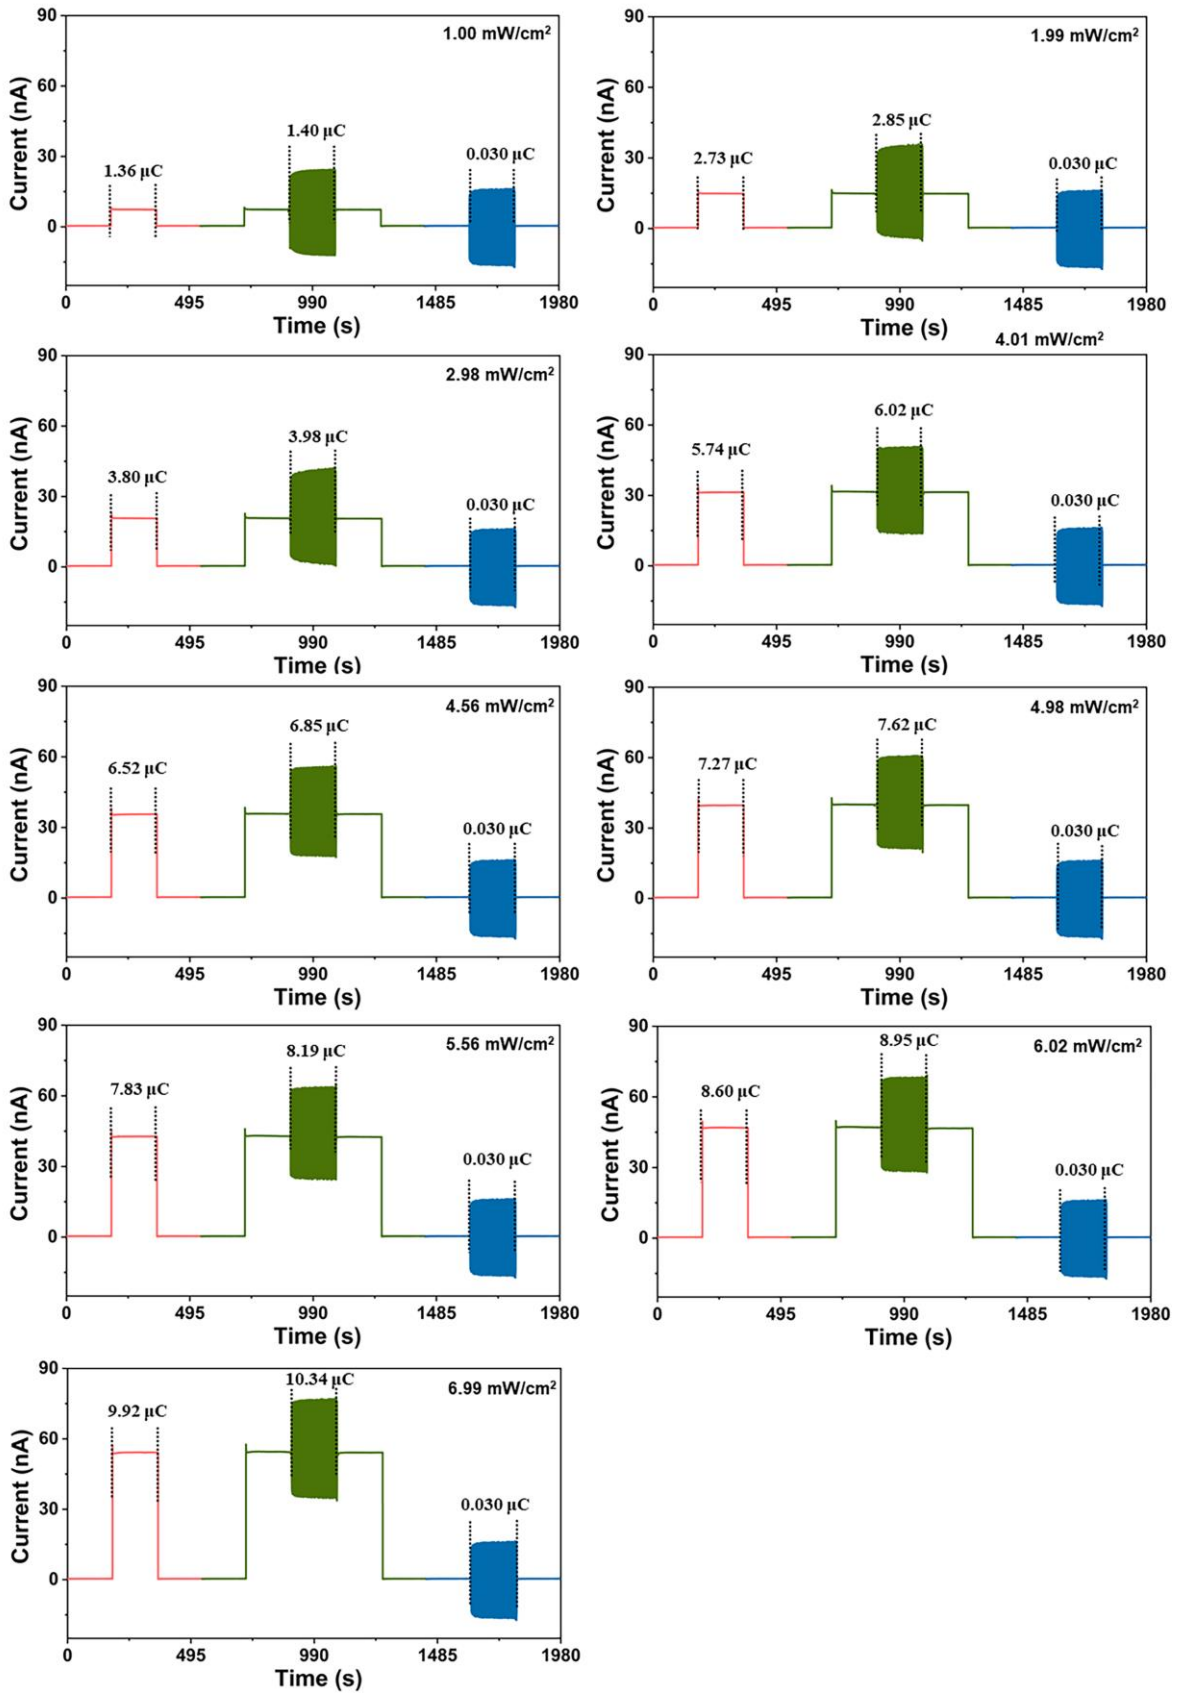 90
1.00 mW/cm²
60
1.40 μC
30
1.36 μC
0.030 μC
0
Current (nA)
0 495 990 1485 1980
Time (s)
90
1.99 mW/cm²
60
2.85 μC
30
2.73 μC
0.030 μC
0
Current (nA)
0 495 990 1485 1980
Time (s)
90
2.98 mW/cm²
60
3.98 μC
3.80 μC
30
0.030 μC
0
Current (nA)
0 495 990 1485 1980
Time (s)
4.01 mW/cm²
90
60
6.02 μC
5.74 μC
30
0.030 μC
0
Current (nA)
0 495 990 1485 1980
Time (s)
90
4.56 mW/cm²
60
6.85 μC
6.52 μC
30
0.030 μC
0
Current (nA)
0 495 990 1485 1980
Time (s)
90
4.98 mW/cm²
60
7.62 μC
7.27 μC
30
0.030 μC
0
Current (nA)
0 495 990 1485 1980
Time (s)
90
5.56 mW/cm²
8.19 μC
60
7.83 μC
30
0.030 μC
0
Current (nA)
0 495 990 1485 1980
Time (s)
90
8.95 μC
6.02 mW/cm²
60
8.60 μC
30
0.030 μC
0
Current (nA)
0 495 990 1485 1980
Time (s)
90
10.34 μC
6.99 mW/cm²
9.92 μC
60
30
0.030 μC
0
Current (nA)
0 495 990 1485 1980
Time (s)